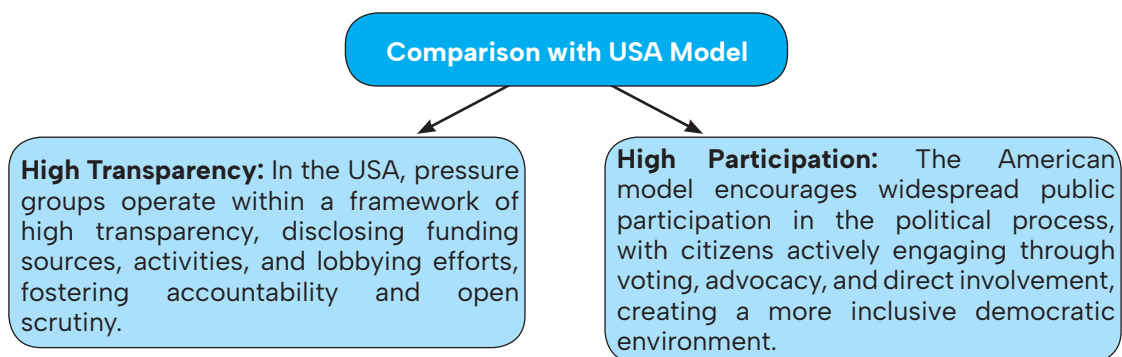 Comparison with USA Model
High Transparency: In the USA, pressure
groups operate within a framework of
high transparency, disclosing funding
sources, activities, and lobbying efforts,
fostering accountability and open
scrutiny.
High Participation: The American
model encourages widespread public
participation in the political process,
with citizens actively engaging through
voting, advocacy, and direct involvement,
creating a more inclusive democratic
environment.